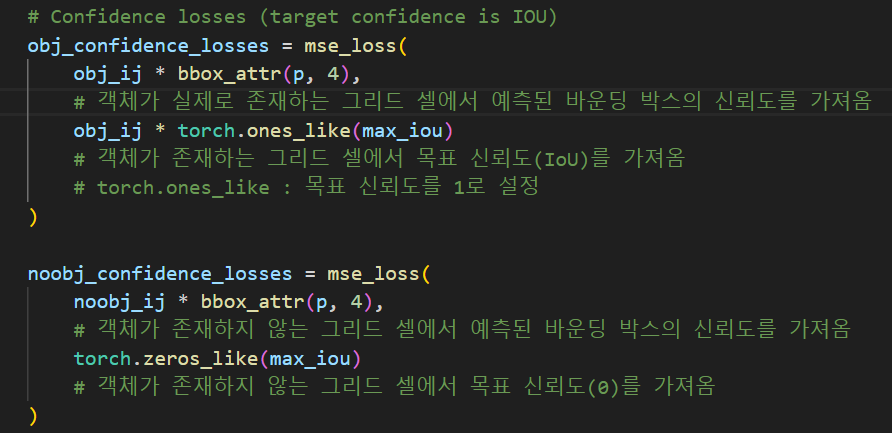 # Confidence losses (target confidence is IOU)
obj_confidence_losses = mse_loss(
obj_ij * bbox_attr(p, 4),
# 객체가 실제로 존재하는 그리드 셀에서 예측된 바운딩 박스의 신뢰도를 가져옴
obj_ij * torch.ones_like(max_iou)
# 객체가 존재하는 그리드 셀에서 목표 신뢰도(IoU)를 가져옴
# torch.ones_like : 목표 신뢰도를 1로 설정
)
noobj_confidence_losses = mse_loss(
noobj_ij * bbox_attr(p, 4),
# 객체가 존재하지 않는 그리드 셀에서 예측된 바운딩 박스의 신뢰도를 가져옴
torch.zeros_like(max_iou)
# 객체가 존재하지 않는 그리드 셀에서 목표 신뢰도(0)를 가져옴
)